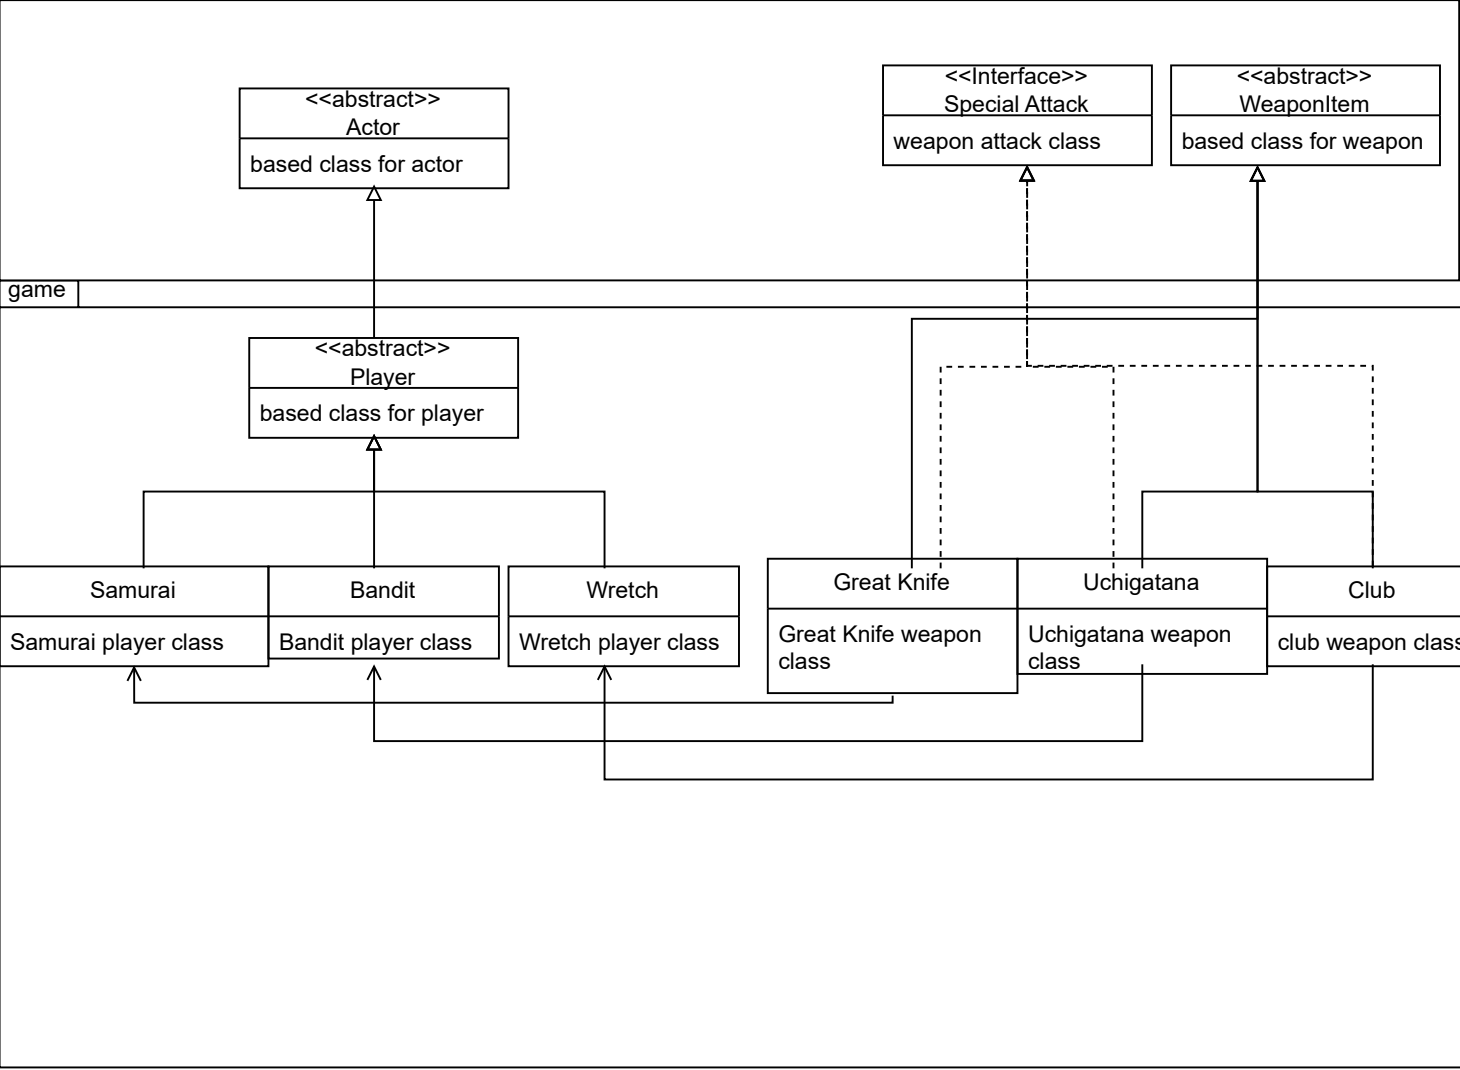 <<abstract>>
Actor
based class for actor
<<Interface>>
Special Attack
weapon attack class
<<abstract>>
WeaponItem
based class for weapon
game
<<abstract>>
Player
based class for player
Samurai
Samurai player class
Bandit
Bandit player class
Wretch
Wretch player class
Great Knife
Great Knife weapon
class
Uchigatana
Uchigatana weapon
class
Club
club weapon class